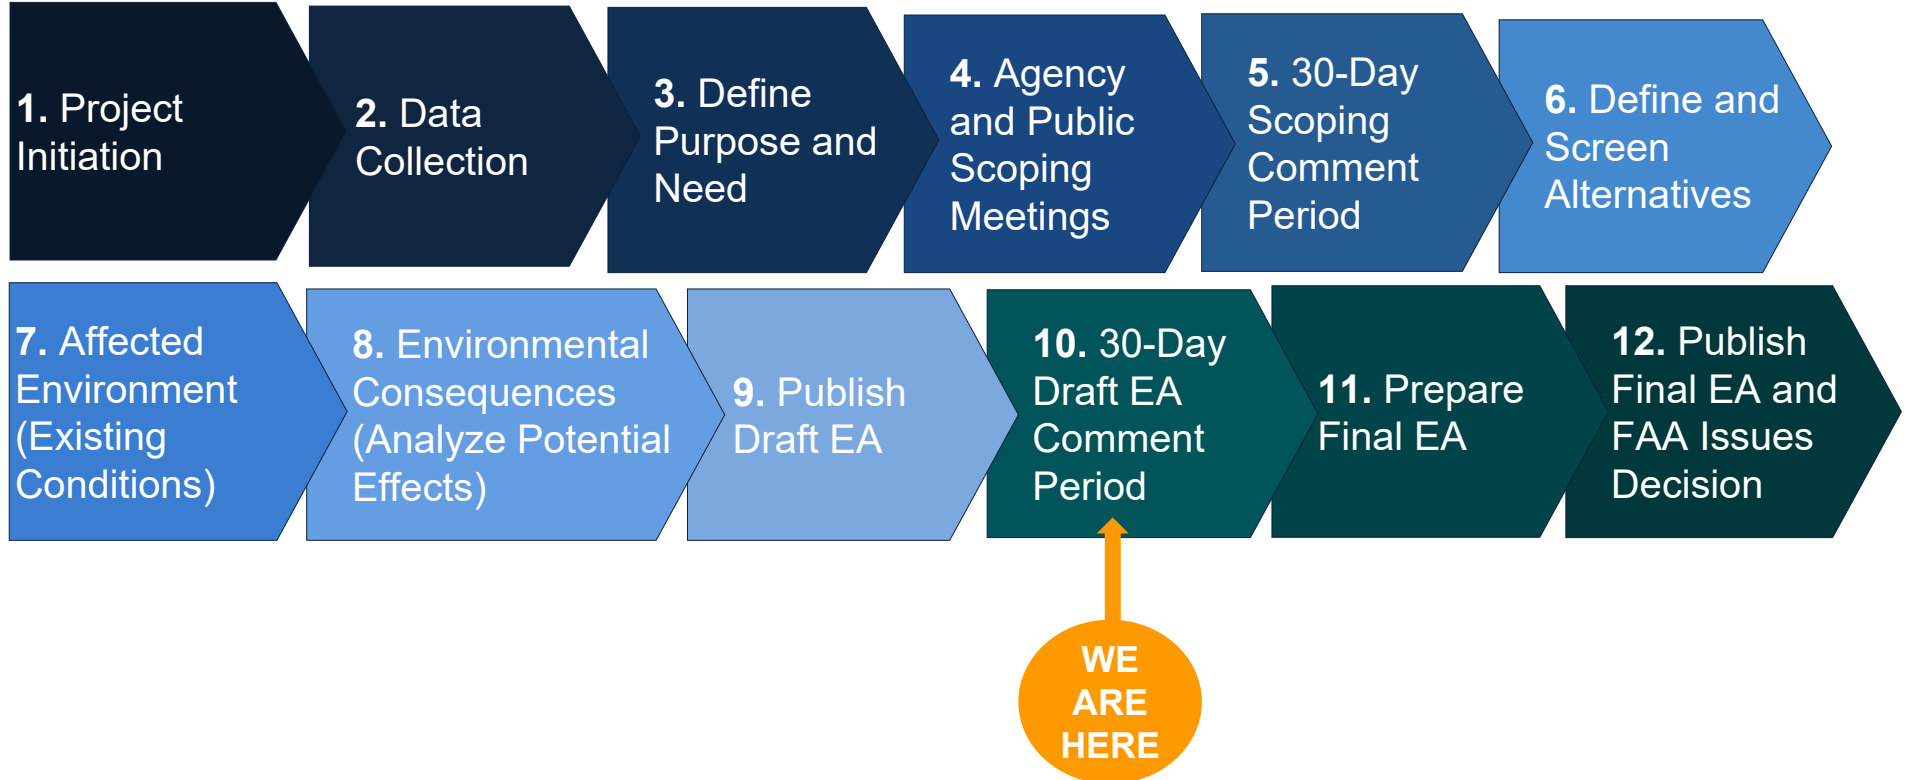 1. Project
Initiation
2. Data
Collection
3. Define
Purpose and
Need
4. Agency
and Public
Scoping
Meetings
5. 30-Day
Scoping
Comment
Period
6. Define and
Screen
Alternatives
7. Affected
Environment
(Existing
Conditions)
8. Environmental
Consequences
(Analyze Potential
Effects)
9. Publish
Draft EA
10. 30-Day
Draft EA
Comment
Period
11. Prepare
Final EA
12. Publish
Final EA and
FAA Issues
Decision
WE
ARE
HERE